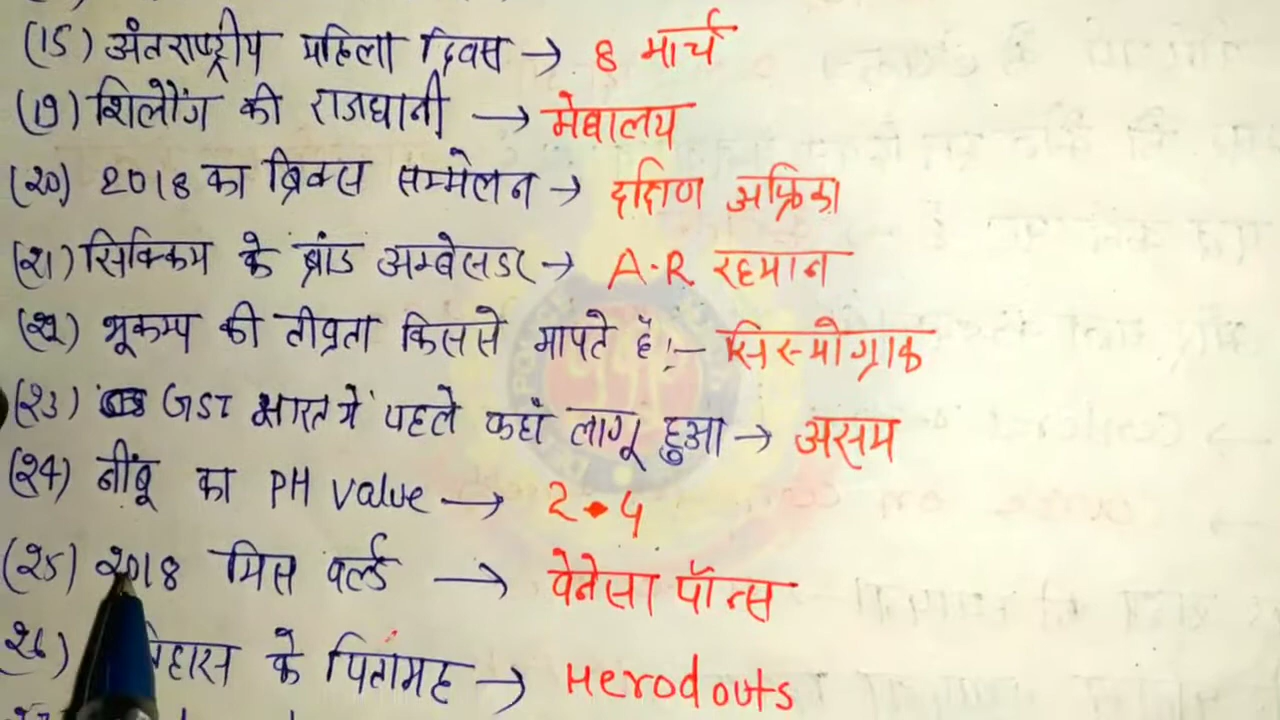 (15) अंतराष्ट्रीय महिला दिवस → 8 मार्च
(19) शिलौंग की राजधानी → मेघालय
(20) 2018 का ब्रिक्स सम्मेलन → दक्षिण अफ्रिका
(21) सिक्किम के ब्रांड अम्बेसडर → A.R रहमान
(22) भूकम्प की तीव्रता किससे मापते हैं :- सिस्मोग्राफ
(23) GST भारत में पहले कहाँ लागू हुआ → असम
(24) नींबू का PH value → 2.4
(25) 2018 मिस वर्ल्ड → वेनेसा पॉन्स
(26) के पितामह → Herodouts